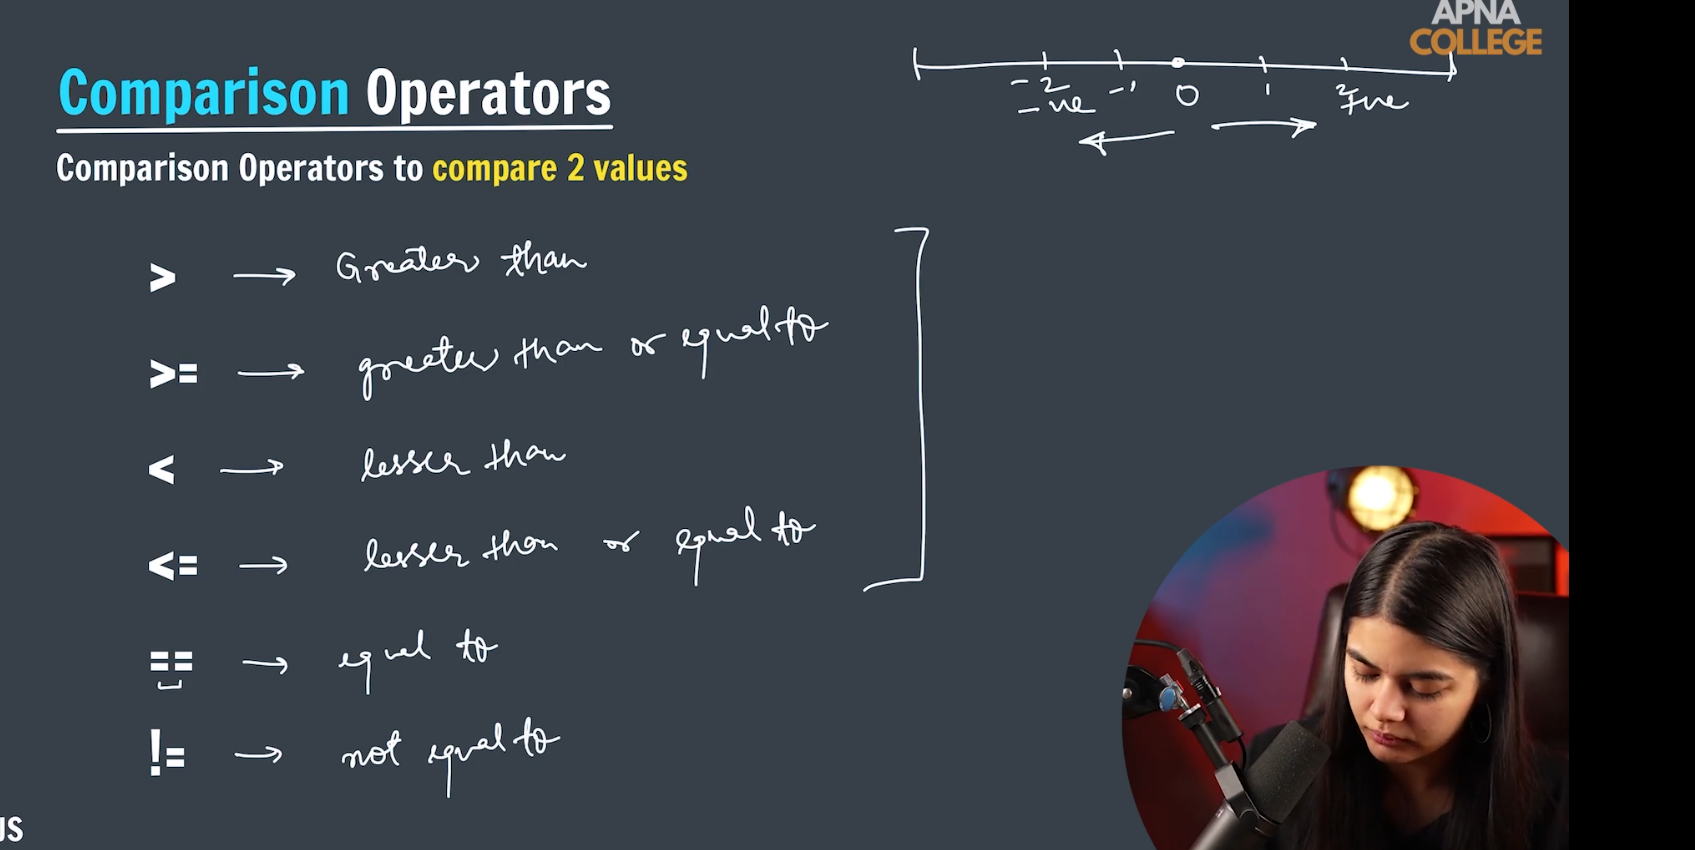 APNA
COLLEGE
Comparison Operators
-2 -1 0 1 2
-ve +ve
Comparison Operators to compare 2 values
> → Greater than
>= → greater than or equal to
< → lesser than
<= → lesser than or equal to
== → equal to
!= → not equal to
JS